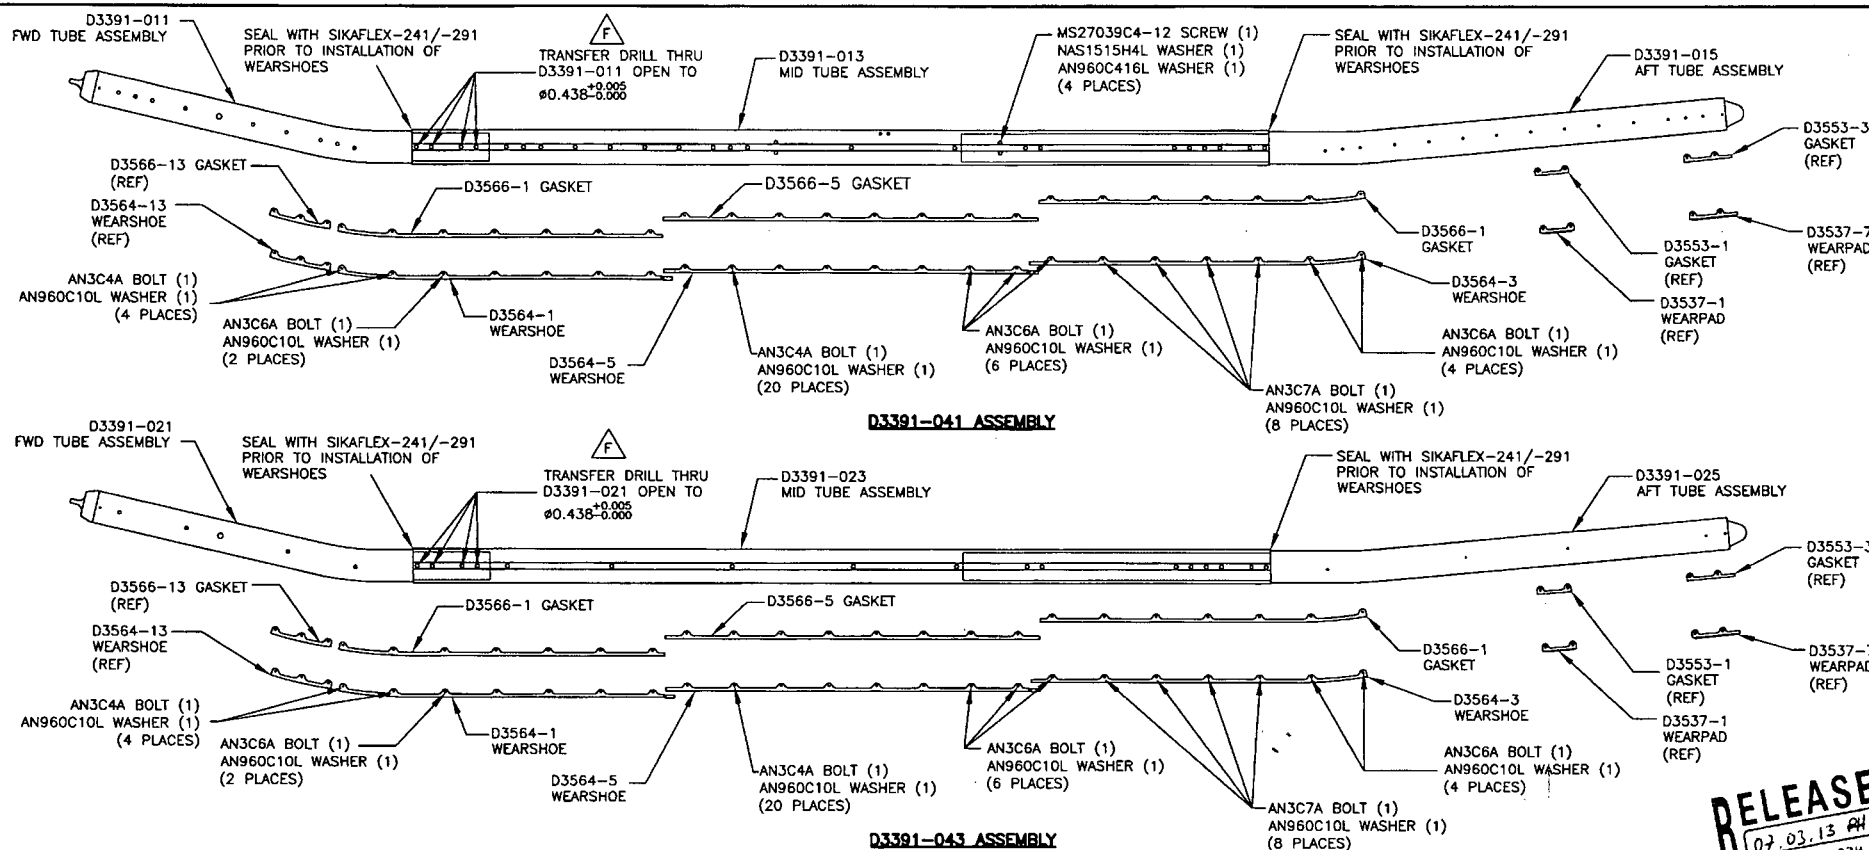 D3391-011
FWD TUBE ASSEMBLY
SEAL WITH SIKAFLEX-241/-291
PRIOR TO INSTALLATION OF
WEARSHOES
F
TRANSFER DRILL THRU
D3391-011 OPEN TO
ø0.438+0.005-0.000
D3391-013
MID TUBE ASSEMBLY
MS27039C4-12 SCREW (1)
NAS1515H4L WASHER (1)
AN960C416L WASHER (1)
(4 PLACES)
SEAL WITH SIKAFLEX-241/-291
PRIOR TO INSTALLATION OF
WEARSHOES
D3391-015
AFT TUBE ASSEMBLY
D3553-3
GASKET
(REF)
D3566-13 GASKET
(REF)
D3564-13
WEARSHOE
(REF)
D3566-1 GASKET
D3566-5 GASKET
D3566-1
GASKET
D3553-1
GASKET
(REF)
D3537-7
WEARPAD
(REF)
AN3C4A BOLT (1)
AN960C10L WASHER (1)
(4 PLACES)
AN3C6A BOLT (1)
AN960C10L WASHER (1)
(2 PLACES)
D3564-1
WEARSHOE
D3564-5
WEARSHOE
AN3C4A BOLT (1)
AN960C10L WASHER (1)
(20 PLACES)
AN3C6A BOLT (1)
AN960C10L WASHER (1)
(6 PLACES)
D3564-3
WEARSHOE
D3537-1
WEARPAD
(REF)
AN3C6A BOLT (1)
AN960C10L WASHER (1)
(4 PLACES)
AN3C7A BOLT (1)
AN960C10L WASHER (1)
(8 PLACES)
D3391-041 ASSEMBLY
D3391-021
FWD TUBE ASSEMBLY
SEAL WITH SIKAFLEX-241/-291
PRIOR TO INSTALLATION OF
WEARSHOES
F
TRANSFER DRILL THRU
D3391-021 OPEN TO
ø0.438+0.005-0.000
D3391-023
MID TUBE ASSEMBLY
SEAL WITH SIKAFLEX-241/-291
PRIOR TO INSTALLATION OF
WEARSHOES
D3391-025
AFT TUBE ASSEMBLY
D3553-3
GASKET
(REF)
D3566-13 GASKET
(REF)
D3564-13
WEARSHOE
(REF)
D3566-1 GASKET
D3566-5 GASKET
D3566-1
GASKET
D3553-1
GASKET
(REF)
D3537-7
WEARPAD
(REF)
AN3C4A BOLT (1)
AN960C10L WASHER (1)
(4 PLACES)
AN3C6A BOLT (1)
AN960C10L WASHER (1)
(2 PLACES)
D3564-1
WEARSHOE
D3564-5
WEARSHOE
AN3C4A BOLT (1)
AN960C10L WASHER (1)
(20 PLACES)
AN3C6A BOLT (1)
AN960C10L WASHER (1)
(6 PLACES)
D3564-3
WEARSHOE
D3537-1
WEARPAD
(REF)
AN3C6A BOLT (1)
AN960C10L WASHER (1)
(4 PLACES)
AN3C7A BOLT (1)
AN960C10L WASHER (1)
(8 PLACES)
D3391-043 ASSEMBLY
RELEASE
07.03.13